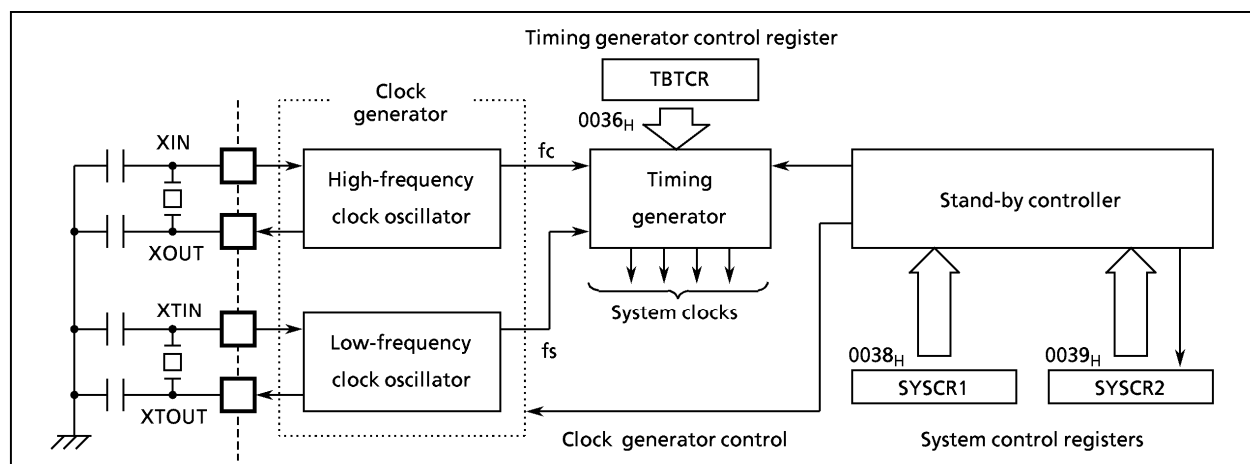 Timing generator control register
TBTCR
Clock
generator
0036H
XIN
fc
High-frequency
clock oscillator
Timing
generator
Stand-by controller
XOUT
XTIN
System clocks
Low-frequency
clock oscillator
fs
0038H
0039H
SYSCR1
SYSCR2
XTOUT
Clock generator control
System control registers